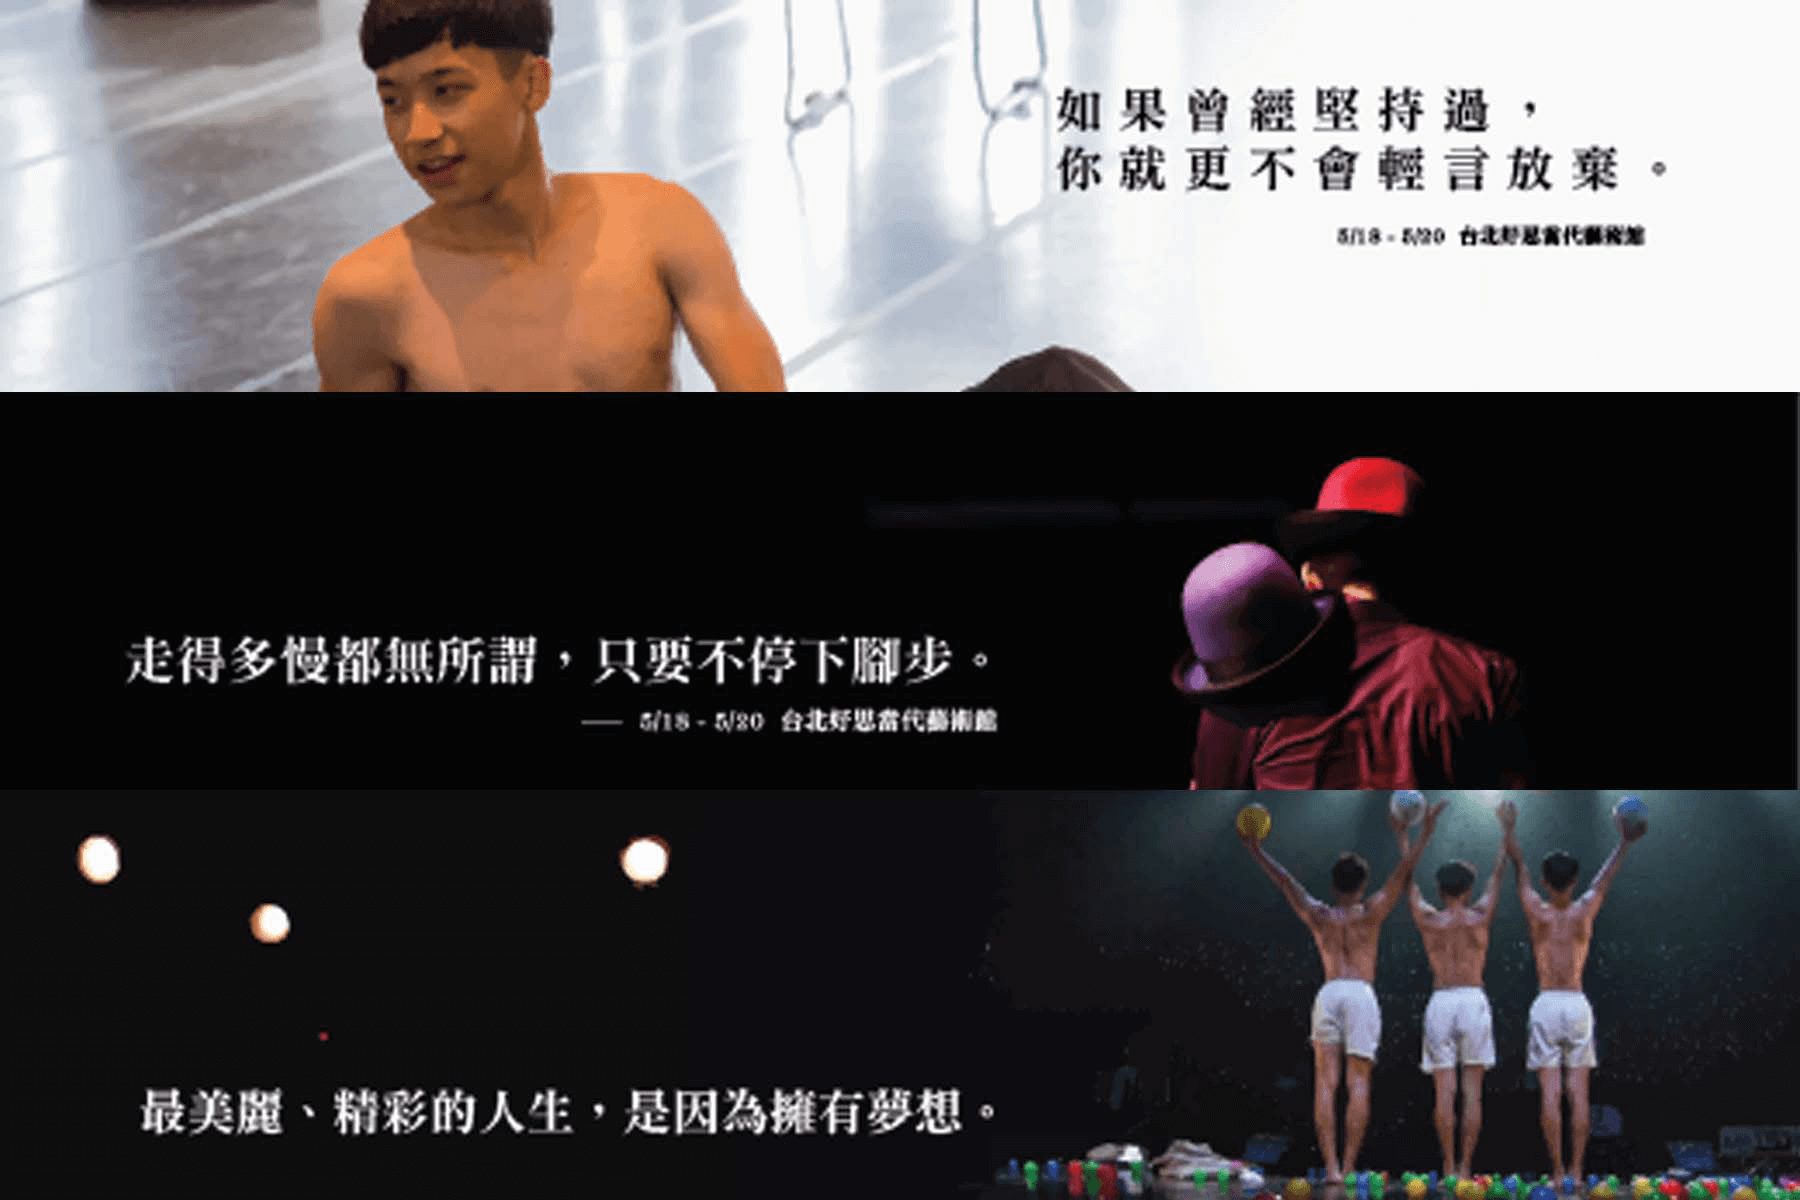 如果曾經堅持過，
你就更不會輕言放棄。
5/18 - 5/20 台北好思當代藝術館
走得多慢都無所謂，只要不停下腳步。
—— 5/18 - 5/20 台北好思當代藝術館
最美麗、精彩的人生，是因為擁有夢想。